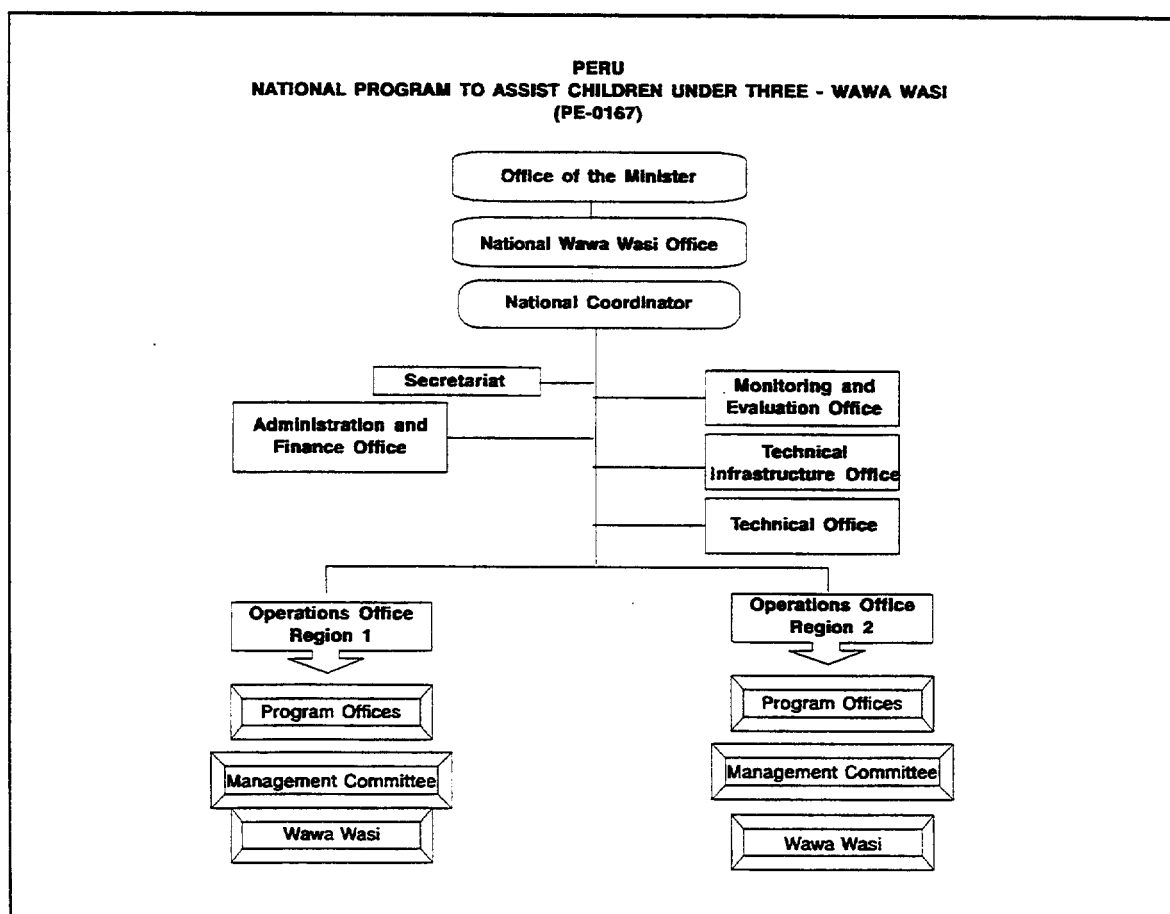 PERU
NATIONAL PROGRAM TO ASSIST CHILDREN UNDER THREE - WAWA WASI
(PE-0167)
Office of the Minister
National Wawa Wasi Office
National Coordinator
Secretariat
Administration and
Finance Office
Monitoring and
Evaluation Office
Technical
Infrastructure Office
Technical Office
Operations Office
Region 1
Program Offices
Management Committee
Wawa Wasi
Operations Office
Region 2
Program Offices
Management Committee
Wawa Wasi